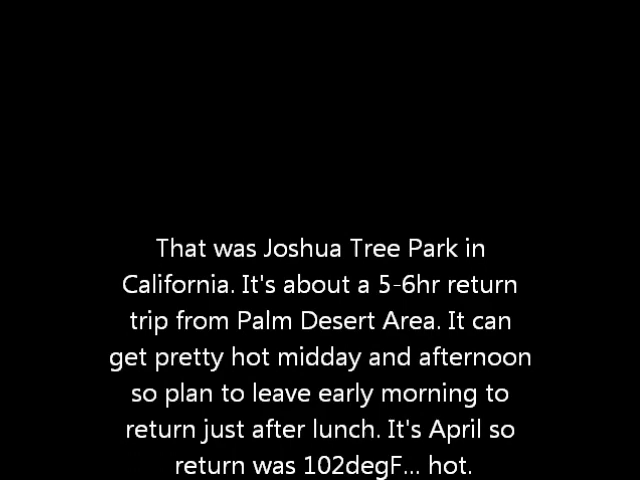 That was Joshua Tree Park in
California. It's about a 5-6hr return
trip from Palm Desert Area. It can
get pretty hot midday and afternoon
so plan to leave early morning to
return just after lunch. It's April so
return was 102degF... hot.